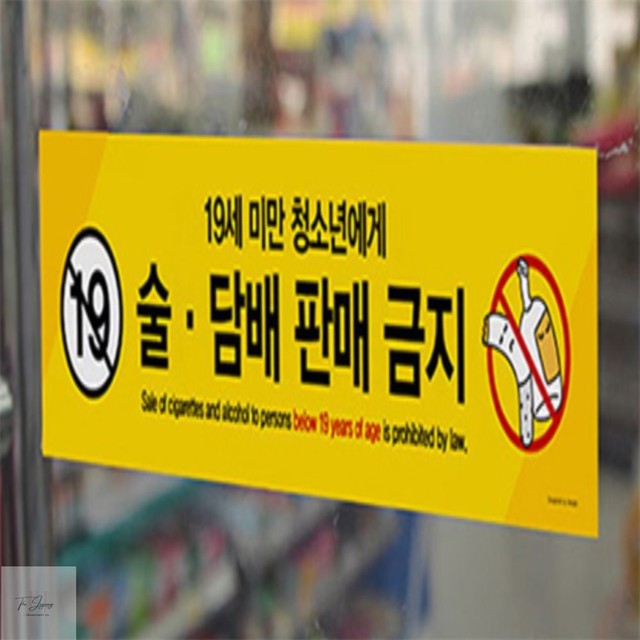 19세 미만 청소년에게
19 술 · 담배 판매 금지
Sale of cigarettes and alcohol to persons below 19 years of age is prohibited by law.